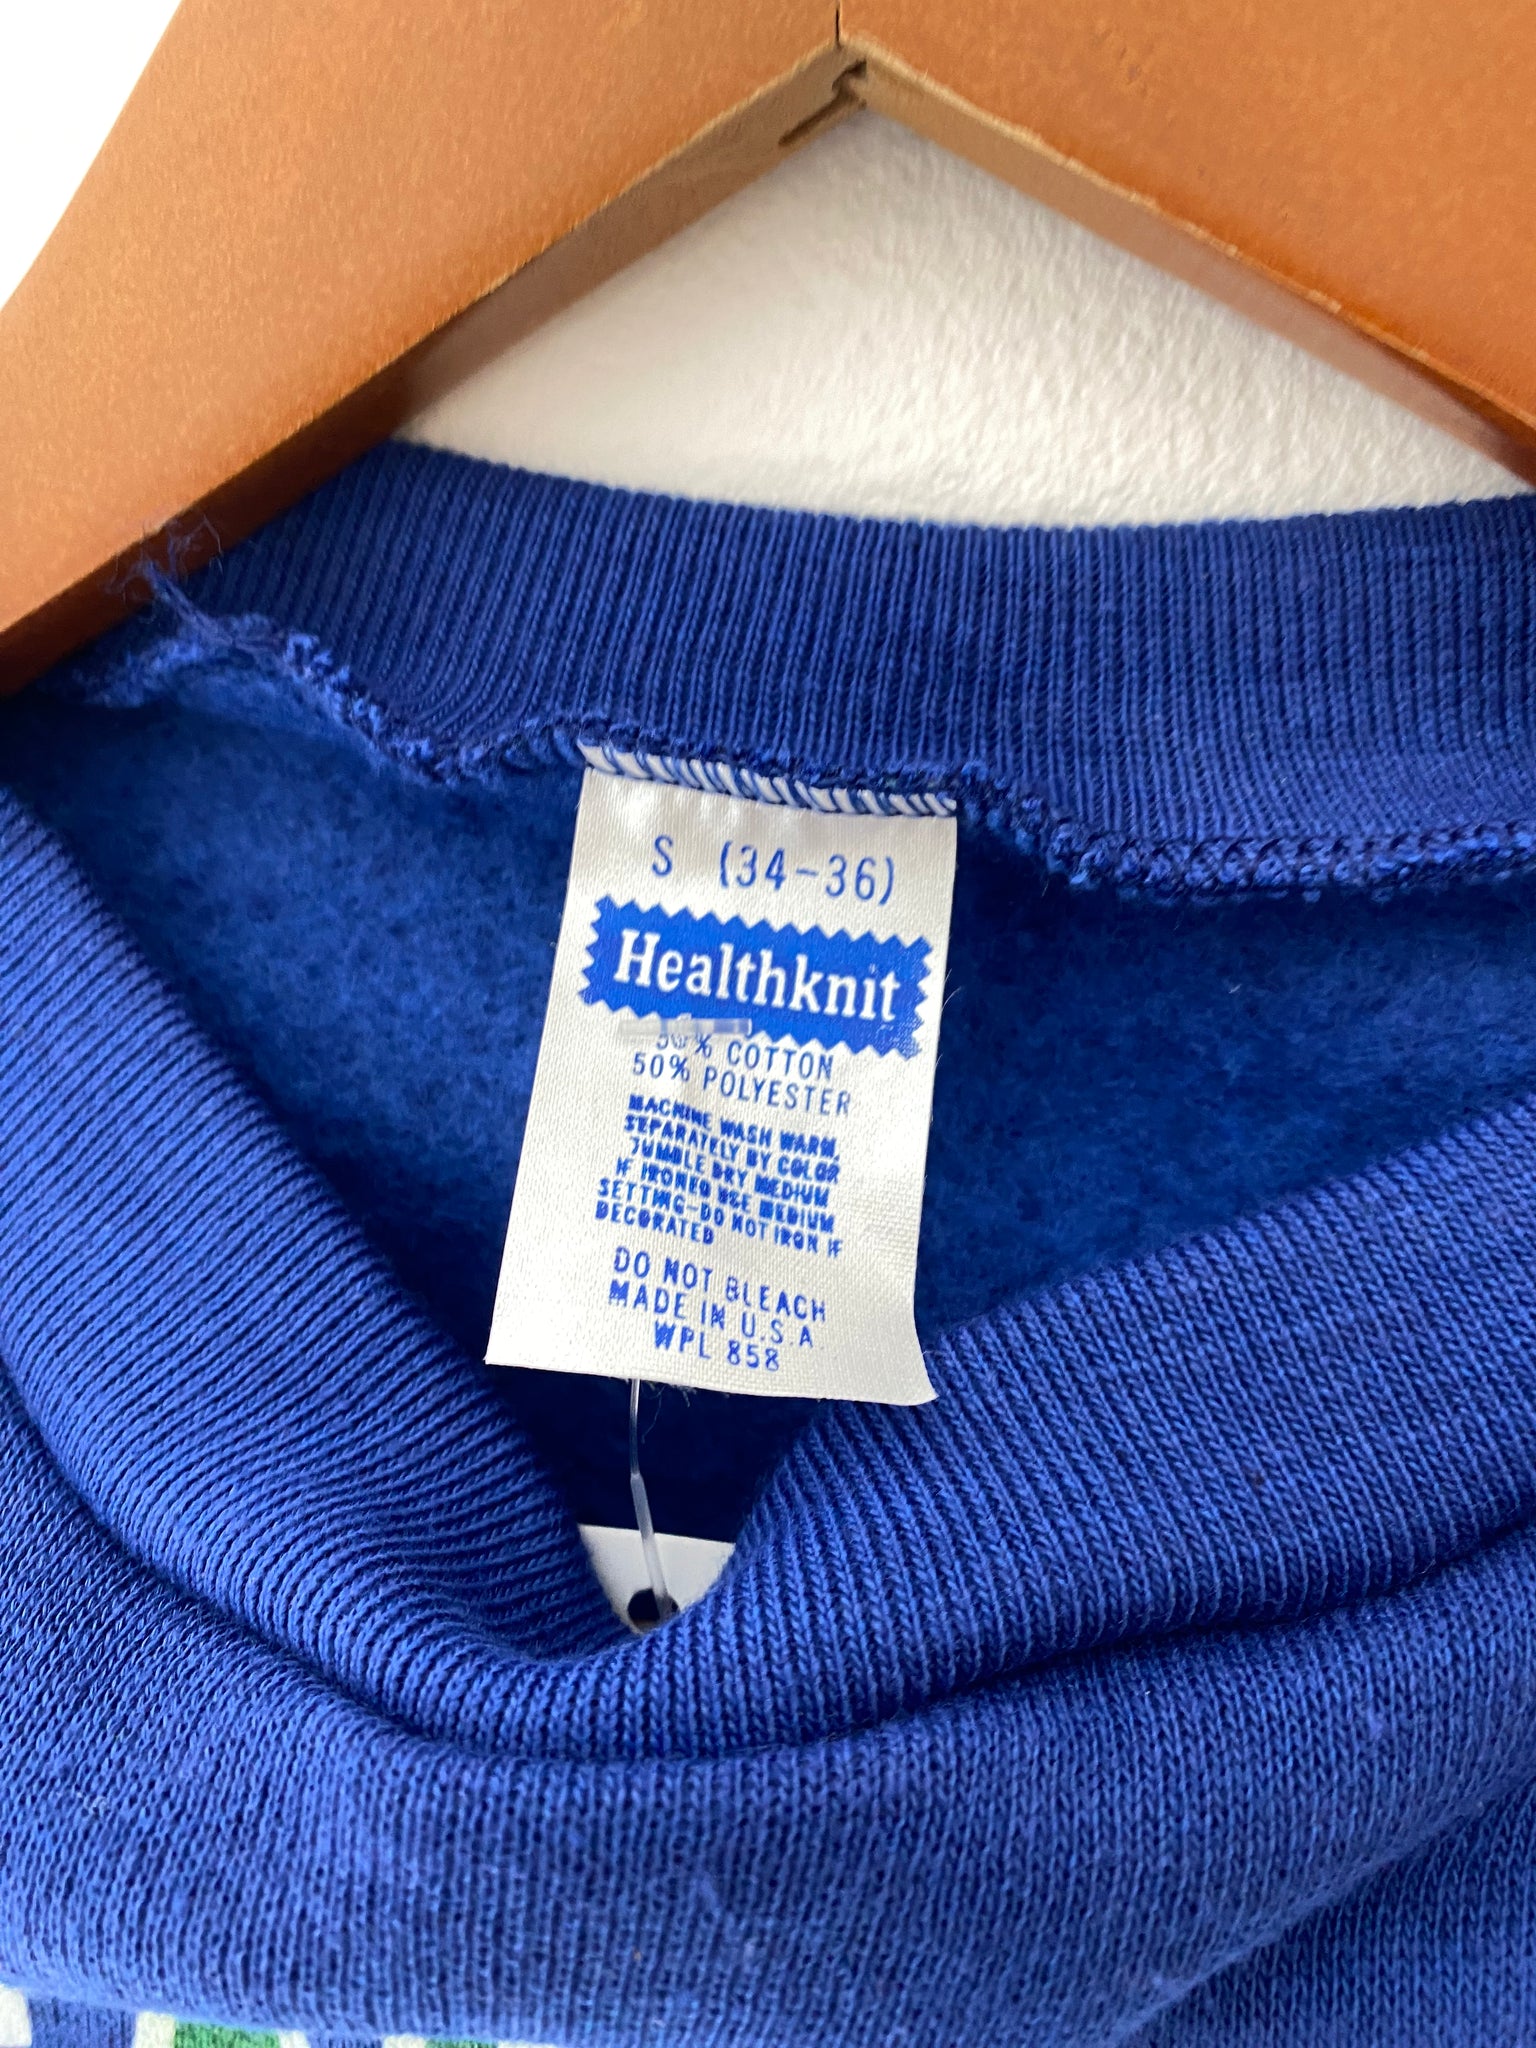 S (34-36)
Healthknit
50% COTTON
50% POLYESTER
MACHINE WASH WARM,
SEPARATELY BY COLOR
TUMBLE DRY MEDIUM
IF IRONED USE MEDIUM
SETTING-DO NOT IRON IF
DECORATED
DO NOT BLEACH
MADE IN U.S.A
WPL 858